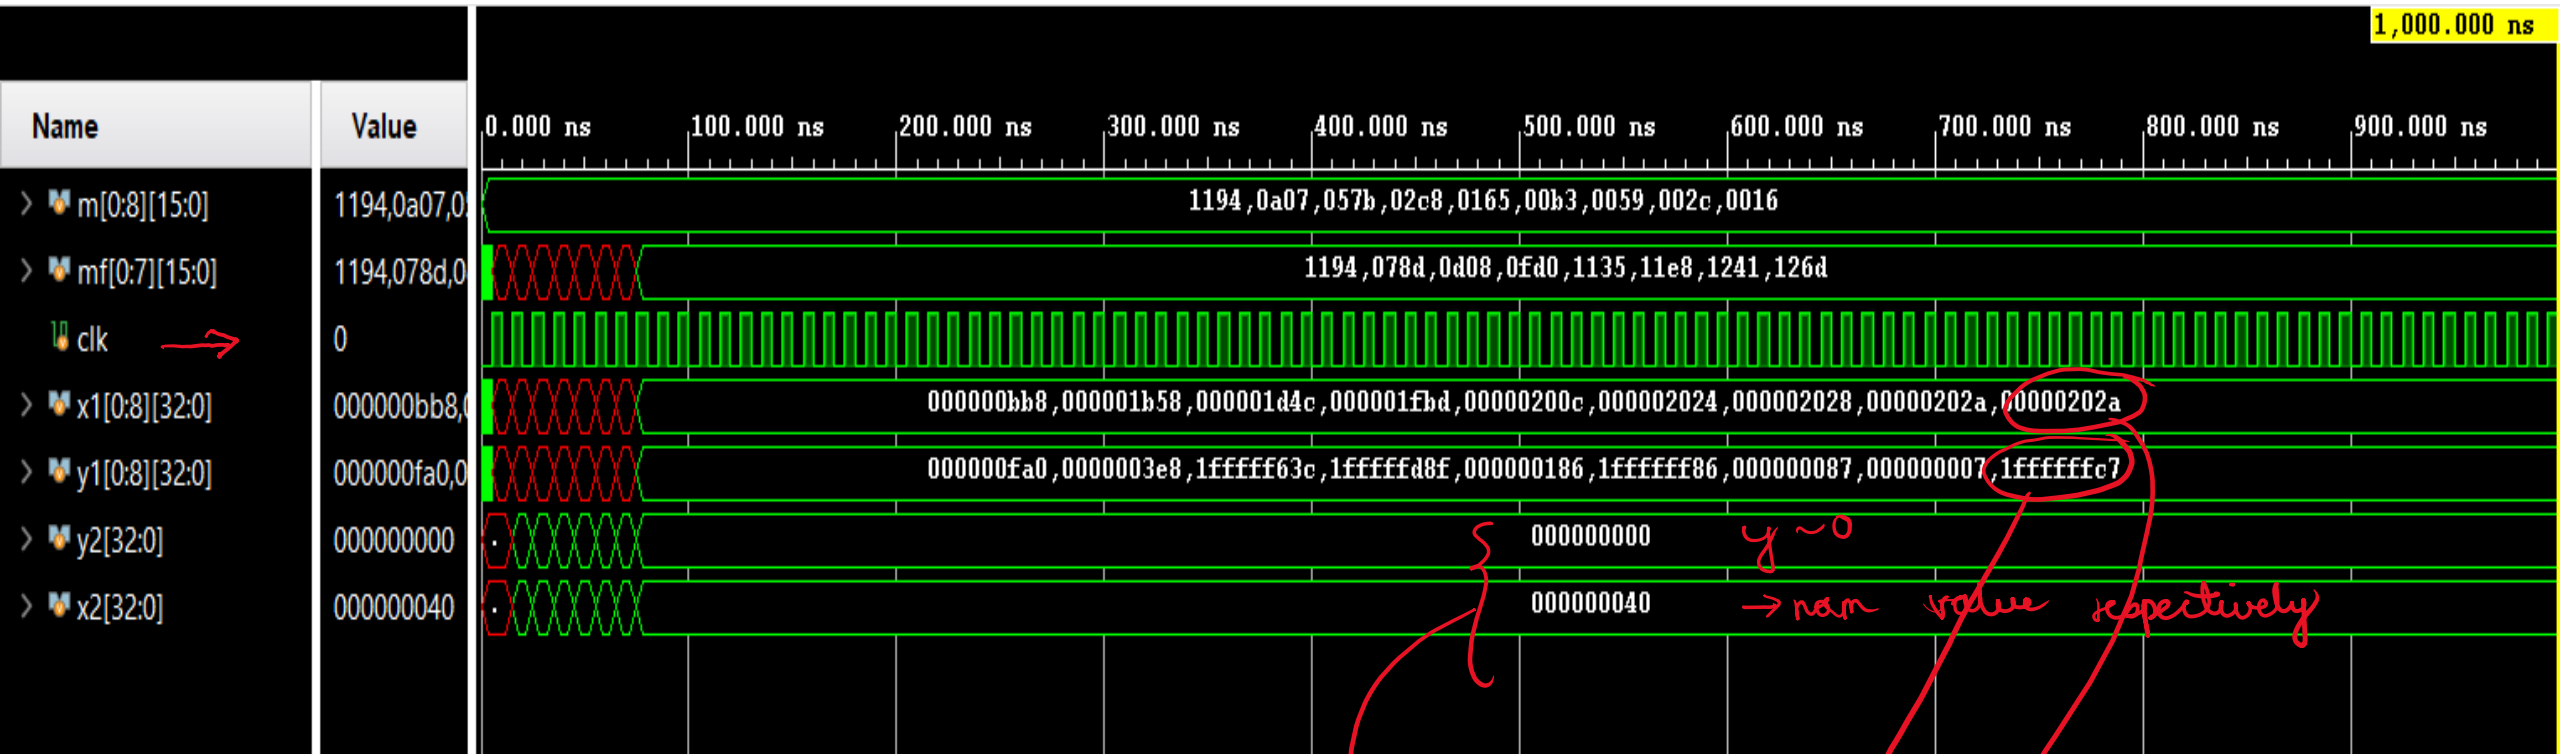 1,000.000 ns
Name Value 0.000 ns 100.000 ns 200.000 ns 300.000 ns 400.000 ns 500.000 ns 600.000 ns 700.000 ns 800.000 ns 900.000 ns
m[0:8][15:0] 1194,0a07,05 1194,0a07,057b,02c8,0165,00b3,0059,002c,0016
mf[0:7][15:0] 1194,078d,0 1194,078d,0d08,0fd0,1135,11e8,1241,126d
clk → 0
x1[0:8][32:0] 000000bb8,0 000000bb8,000001b58,000001d4c,000001fbd,00000200c,000002024,000002028,00000202a,00000202a
y1[0:8][32:0] 000000fa0,0 000000fa0,0000003e8,1fffff63c,1fffffd8f,000000186,1ffffff86,000000087,000000007,1ffffffc7
y2[32:0] 000000000 000000000 y ~ 0
x2[32:0] 000000040 000000040 → nom value respectively